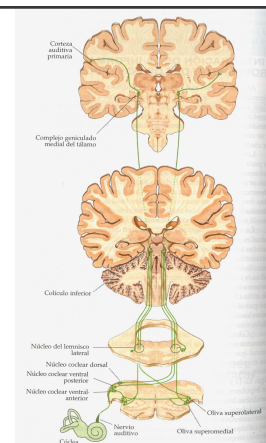 Corteza
auditiva
primaria
Complejo geniculado
medial del tálamo
Colículo inferior
Núcleo del lemnisco
lateral
Núcleo coclear dorsal
Núcleo coclear ventral
posterior
Núcleo coclear ventral-
anterior
Nervio
auditivo
Cóclea
Oliva superolateral
Oliva superomedial